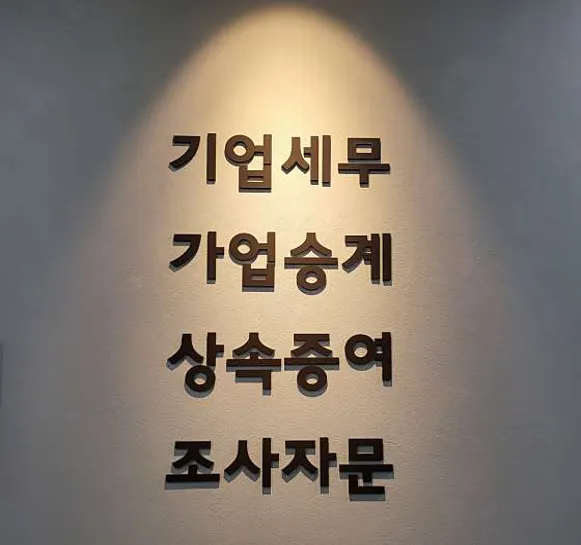 기업세무
가업승계
상속증여
조사자문